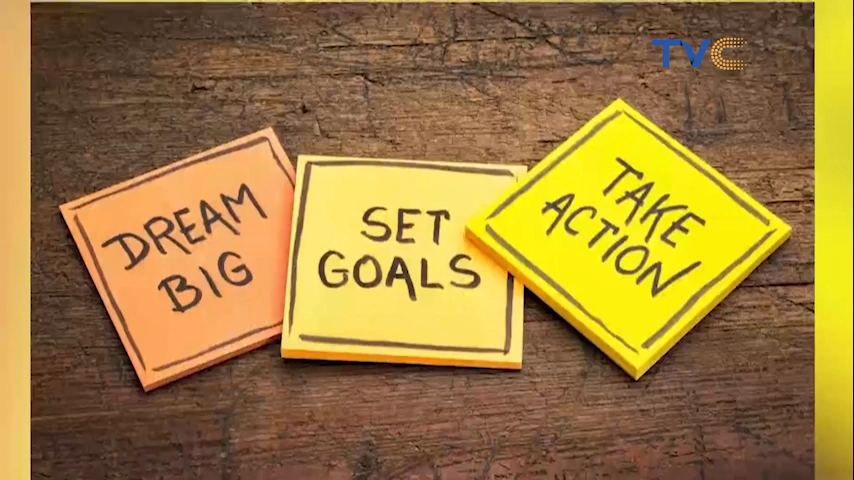 TVC
DREAM
BIG
SET
GOALS
TAKE
ACTION